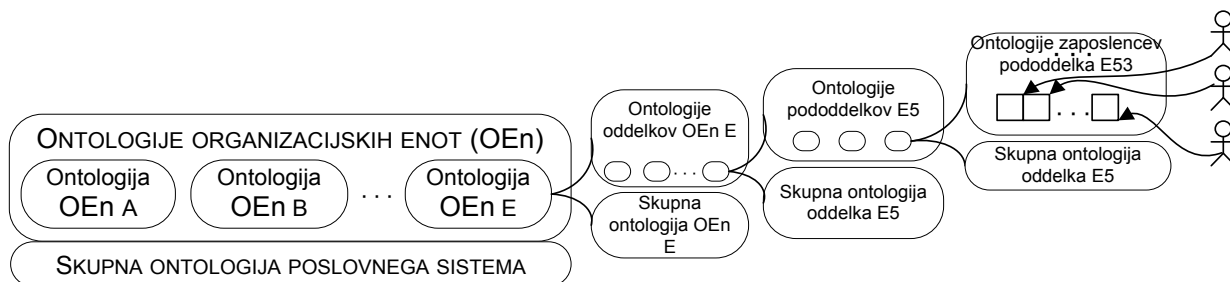 ONTOLOGIJE ORGANIZACIJSKIH ENOT (OEn)
Ontologija
OEn A
Ontologija
OEn B
. . .
Ontologija
OEn E
SKUPNA ONTOLOGIJA POSLOVNEGA SISTEMA
Ontologije
oddelkov OEn E
. . .
Skupna
ontologija OEn
E
Ontologije
pododdelkov E5
Skupna ontologija
oddelka E5
Ontologije zaposlencev
. . .
pododdelka E53
. . .
Skupna ontologija
oddelka E5